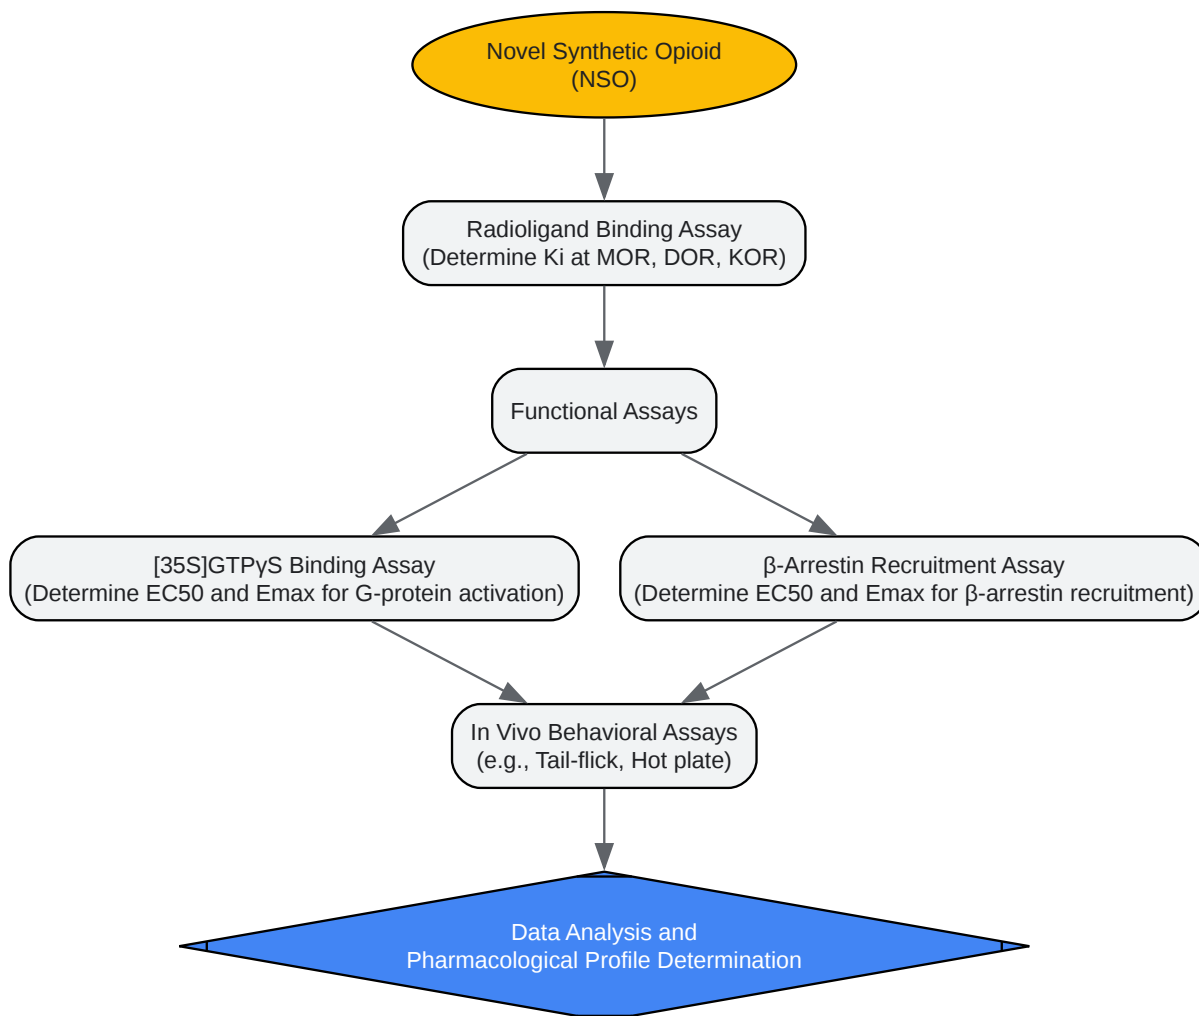 Novel Synthetic Opioid
(NSO)
Radioligand Binding Assay
(Determine Ki at MOR, DOR, KOR)
Functional Assays
[35S]GTPγS Binding Assay
(Determine EC50 and Emax for G-protein activation)
β-Arrestin Recruitment Assay
(Determine EC50 and Emax for β-arrestin recruitment)
In Vivo Behavioral Assays
(e.g., Tail-flick, Hot plate)
Data Analysis and
Pharmacological Profile Determination